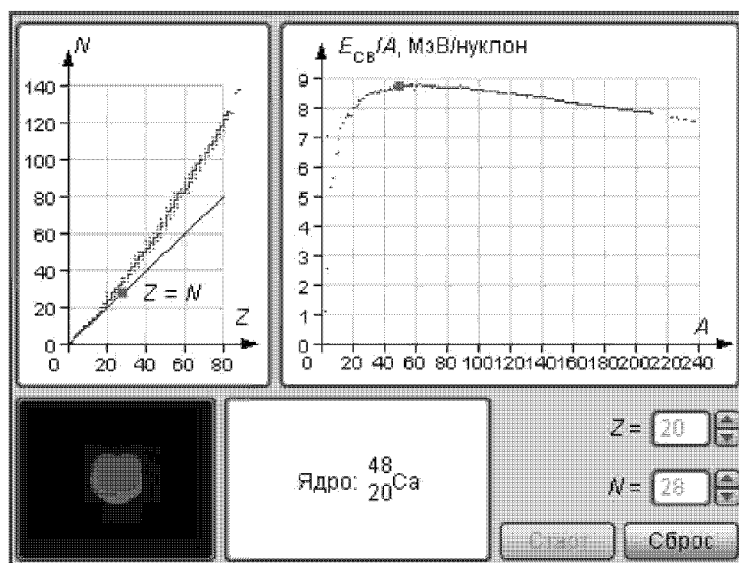 N
140
120
100
80
60
40
20
0
0 20 40 60 80
Z = N
Z
Eсв/A, МэВ/нуклон
9
8
7
6
5
4
3
2
1
0
0 20 40 60 80 100 120 140 160 180 200 220 240
A
Ядро: 48 20 Ca
Z = 20
N = 28
Старт
Сброс